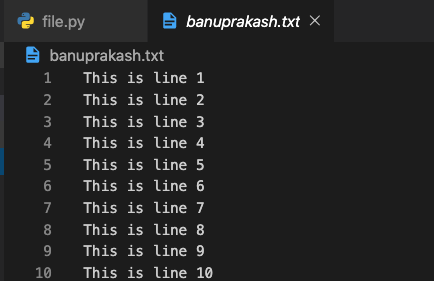 file.py banuprakash.txt
banuprakash.txt
1 This is line 1
2 This is line 2
3 This is line 3
4 This is line 4
5 This is line 5
6 This is line 6
7 This is line 7
8 This is line 8
9 This is line 9
10 This is line 10